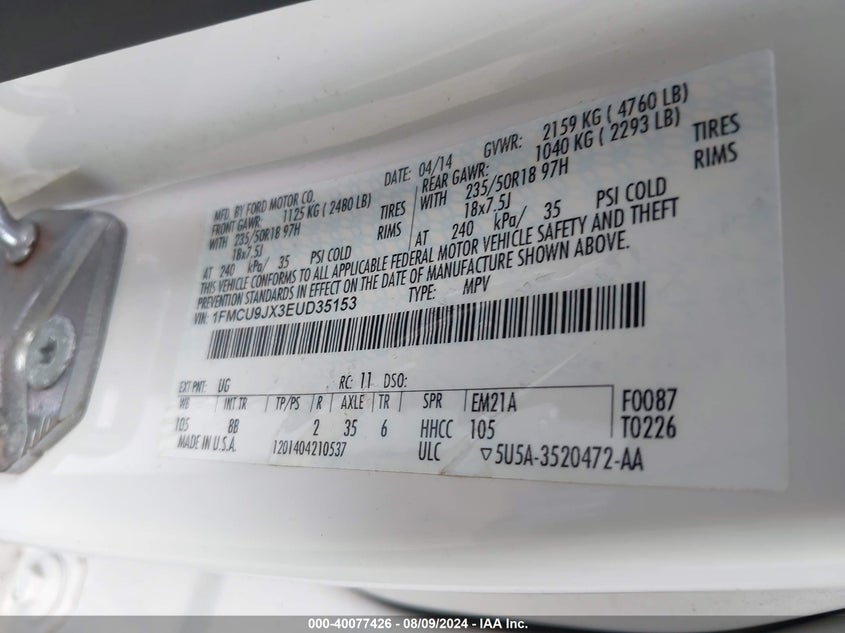 MFD. BY FORD MOTOR CO. DATE: 04/14 GVWR: 2159 KG ( 4760 LB)
FRONT GAWR: 1125 KG ( 2480 LB) REAR GAWR: 1040 KG ( 2293 LB)
WITH 235/50R18 97H TIRES WITH 235/50R18 97H TIRES
18x7.5J RIMS 18x7.5J RIMS
AT 240 kPa/ 35 PSI COLD AT 240 kPa/ 35 PSI COLD
THIS VEHICLE CONFORMS TO ALL APPLICABLE FEDERAL MOTOR VEHICLE SAFETY AND THEFT
PREVENTION STANDARDS IN EFFECT ON THE DATE OF MANUFACTURE SHOWN ABOVE.
VIN: 1FMCU9JX3EUD35153 TYPE: MPV
EXT PNT: UG RC: 11 DSO:
WB INT TR TP/PS R AXLE TR SPR EM21A F0087
105 8B 2 35 6 HHCC 105 T0226
MADE IN U.S.A. 1201404210537 ULC ▽5U5A-3520472-AA
000-40077426 - 08/09/2024 - IAA Inc.